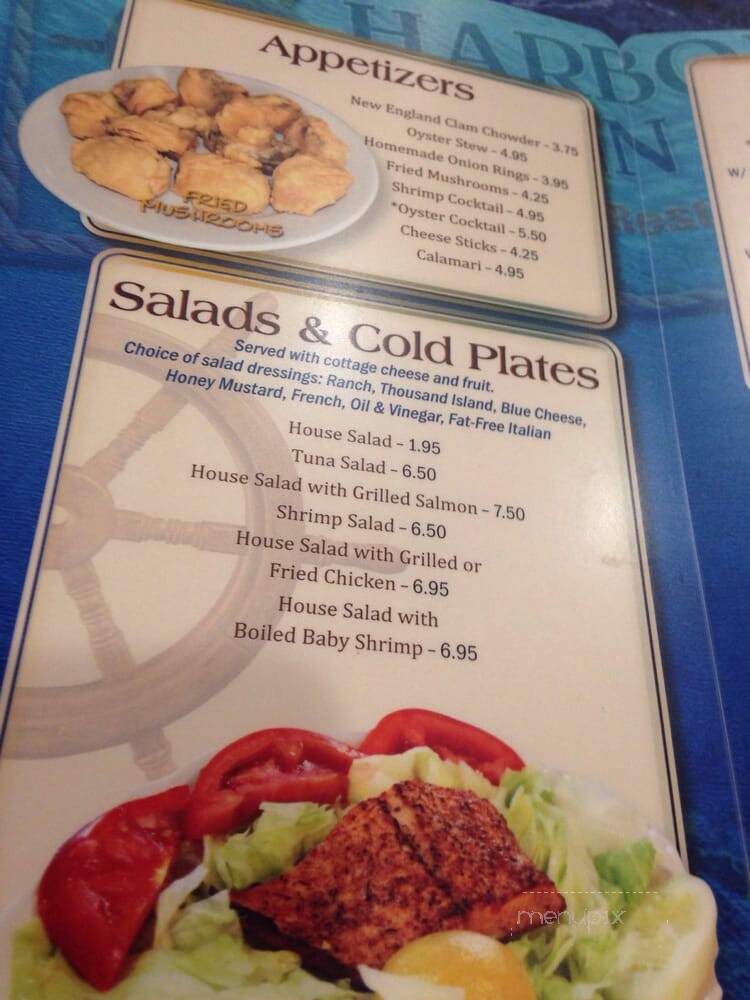 HARBO
Appetizers
New England Clam Chowder – 3.75
Oyster Stew – 4.95
Homemade Onion Rings – 3.95
Fried Mushrooms – 4.25
Shrimp Cocktail – 4.95
*Oyster Cocktail – 5.50
Cheese Sticks – 4.25
Calamari – 4.95
FRIED
MUSHROOMS
Salads & Cold Plates
Served with cottage cheese and fruit.
Choice of salad dressings: Ranch, Thousand Island, Blue Cheese,
Honey Mustard, French, Oil & Vinegar, Fat-Free Italian
House Salad – 1.95
Tuna Salad – 6.50
House Salad with Grilled Salmon – 7.50
Shrimp Salad – 6.50
House Salad with Grilled or
Fried Chicken – 6.95
House Salad with
Boiled Baby Shrimp – 6.95
w/
menupix